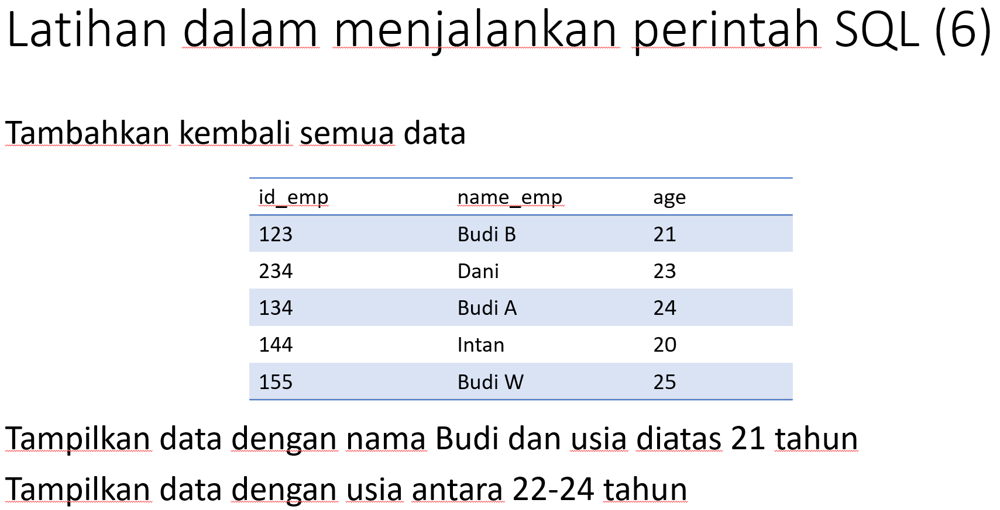 Latihan dalam menjalankan perintah SQL (6)
Tambahkan kembali semua data
id_emp name_emp age
123 Budi B 21
234 Dani 23
134 Budi A 24
144 Intan 20
155 Budi W 25
Tampilkan data dengan nama Budi dan usia diatas 21 tahun
Tampilkan data dengan usia antara 22-24 tahun